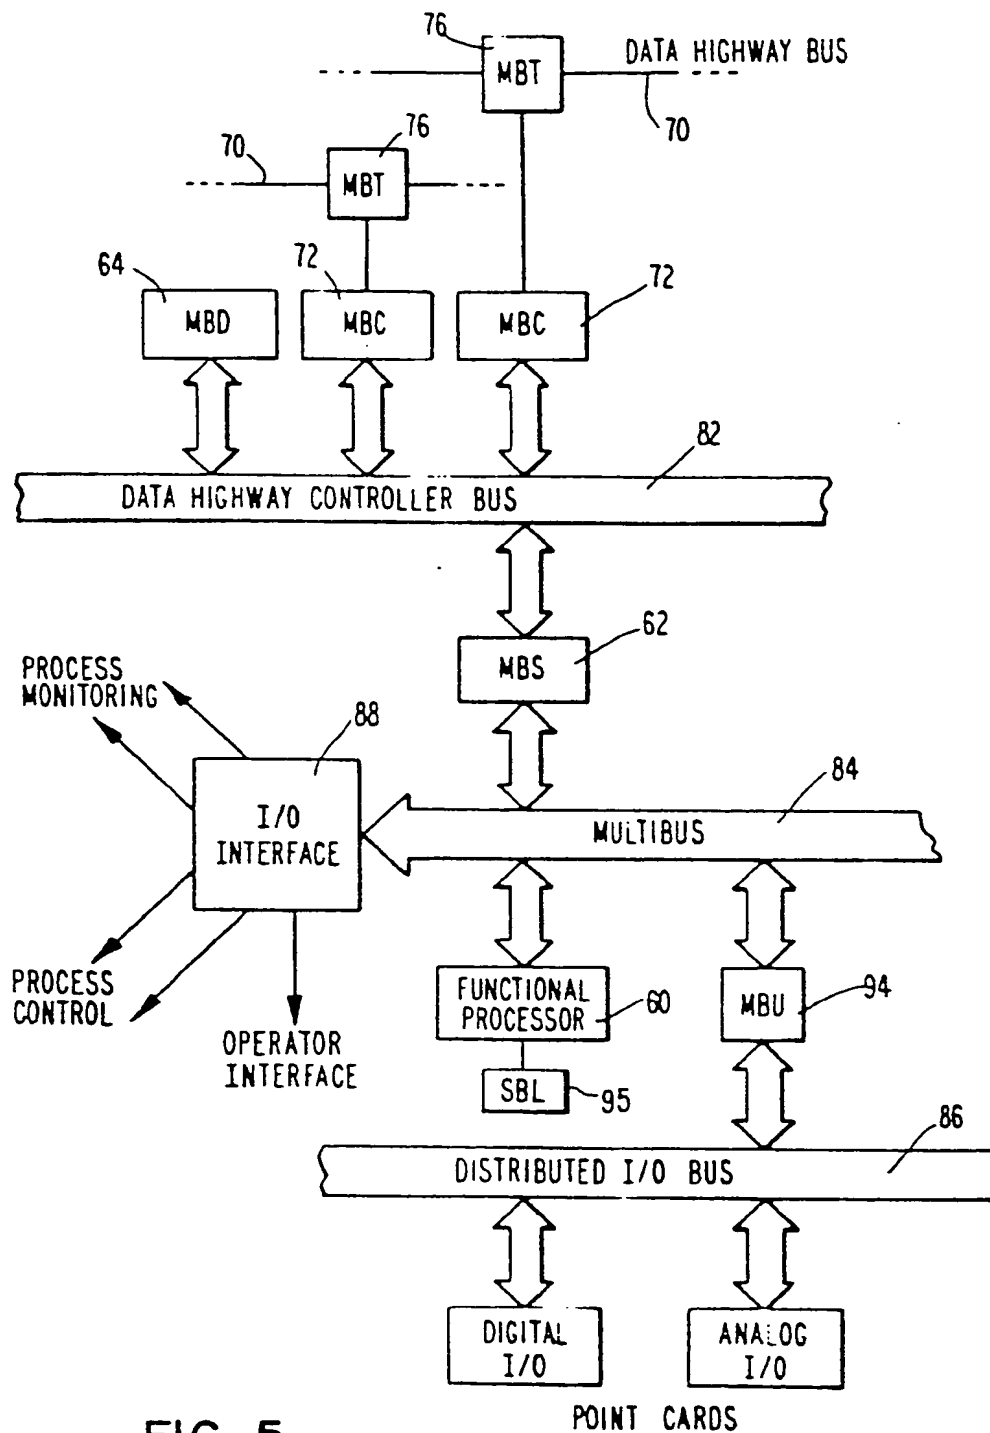 76
MBT
DATA HIGHWAY BUS
70
76
70
MBT
64
72
72
MBD
MBC
MBC
82
DATA HIGHWAY CONTROLLER BUS
62
MBS
PROCESS
MONITORING
88
84
I/O
INTERFACE
MULTIBUS
PROCESS
CONTROL
FUNCTIONAL
PROCESSOR
60
MBU
94
OPERATOR
INTERFACE
SBL
95
86
DISTRIBUTED I/O BUS
DIGITAL
I/O
ANALOG
I/O
POINT CARDS
FIG. 5